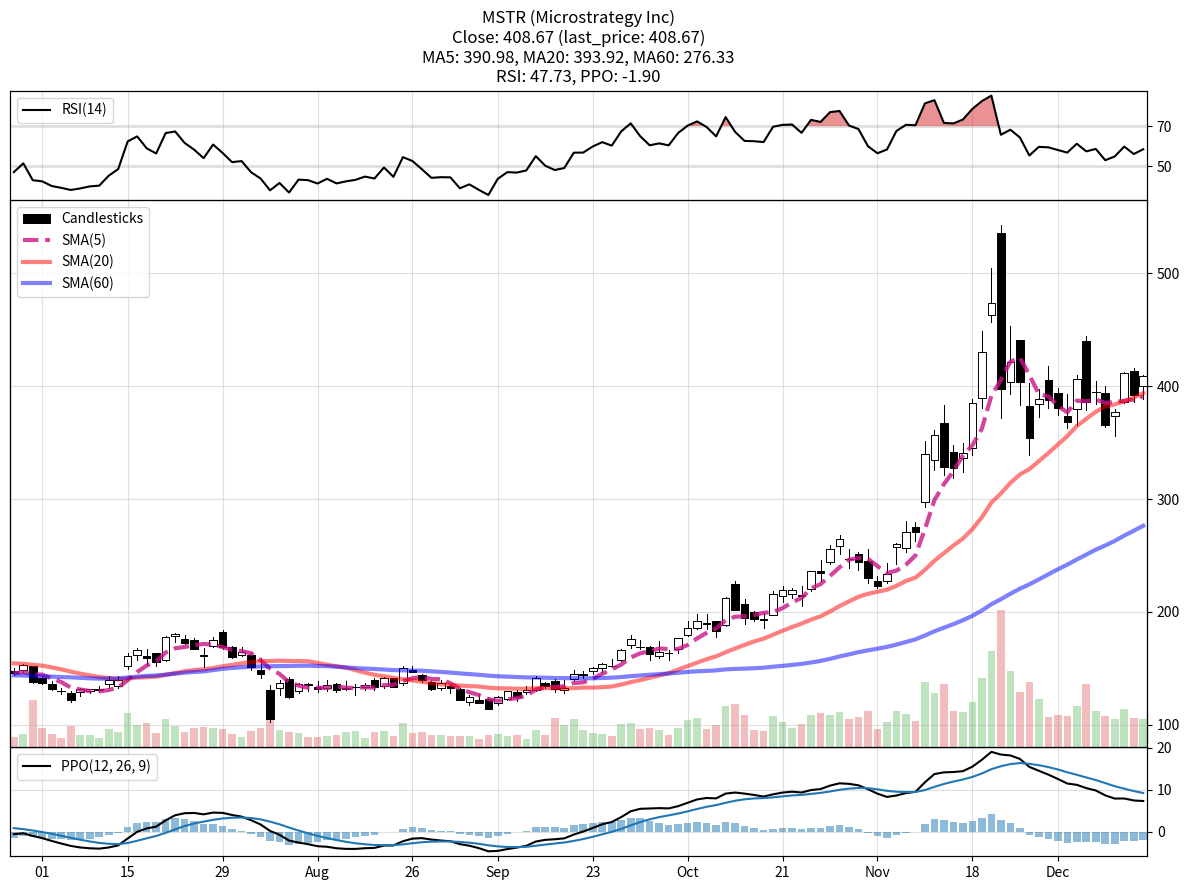 MSTR (Microstrategy Inc)
Close: 408.67 (last_price: 408.67)
MA5: 390.98, MA20: 393.92, MA60: 276.33
RSI: 47.73, PPO: -1.90
RSI(14)
70
50
Candlesticks
SMA(5)
SMA(20)
SMA(60)
500
400
300
200
100
PPO(12, 26, 9)
20
10
0
01 15 29 Aug 26 Sep 23 Oct 21 Nov 18 Dec